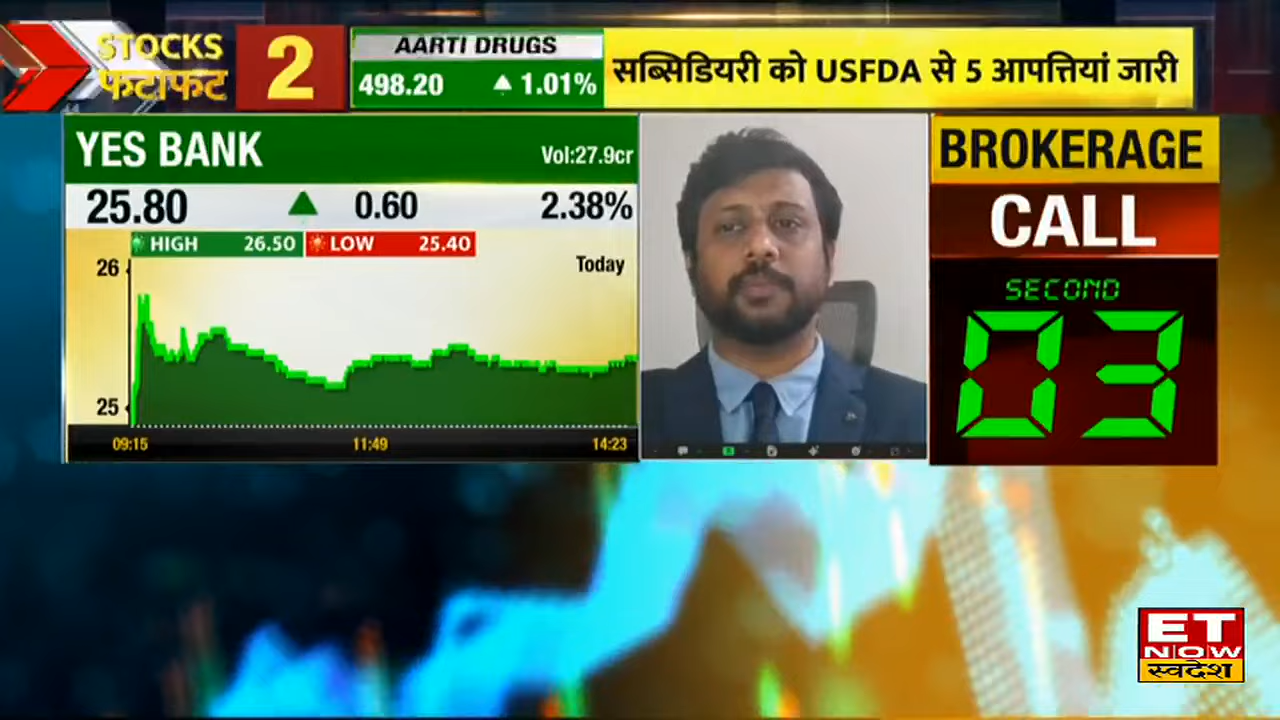 STOCKS
फटाफट
2
AARTI DRUGS
498.20 ▲ 1.01%
सब्सिडियरी को USFDA से 5 आपत्तियां जारी
YES BANK Vol:27.9cr
25.80 ▲ 0.60 2.38%
HIGH 26.50 LOW 25.40
Today
26
25
09:15 11:49 14:23
BROKERAGE
CALL
SECOND
03
ET
NOW
स्वदेश